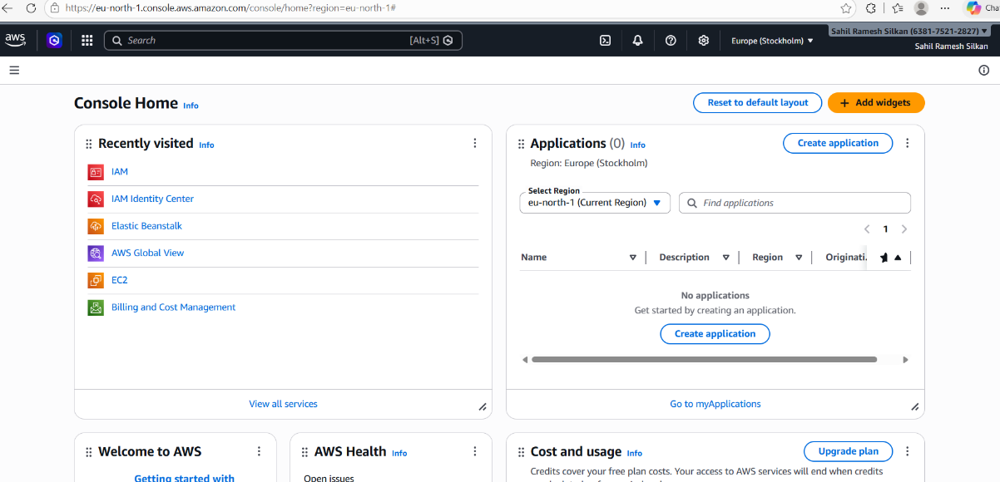 https://eu-north-1.console.aws.amazon.com/console/home?region=eu-north-1#
Cha
aws
Search
[Alt+S]
Europe (Stockholm)
Sahil Ramesh Silkan (6381-7521-2827)
Sahil Ramesh Silkan
Console Home Info
Reset to default layout
+ Add widgets
Recently visited Info
IAM
IAM Identity Center
Elastic Beanstalk
AWS Global View
EC2
Billing and Cost Management
View all services
Applications (0) Info
Create application
Region: Europe (Stockholm)
Select Region
eu-north-1 (Current Region)
Find applications
1
Name Description Region Originati.
No applications
Get started by creating an application.
Create application
Go to myApplications
Welcome to AWS
Getting started with
AWS Health Info
Open issues
Cost and usage Info
Upgrade plan
Credits cover your free plan costs. Your access to AWS services will end when credits